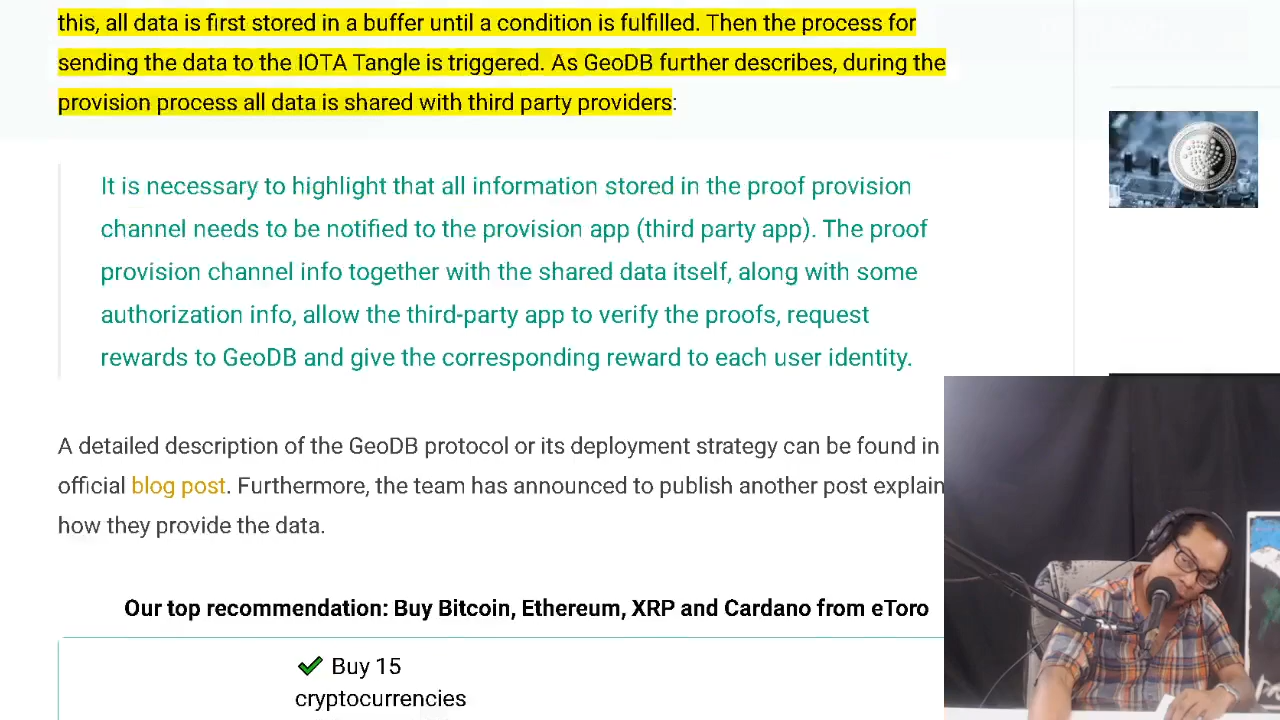 this, all data is first stored in a buffer until a condition is fulfilled. Then the process for
sending the data to the IOTA Tangle is triggered. As GeoDB further describes, during the
provision process all data is shared with third party providers:
It is necessary to highlight that all information stored in the proof provision
channel needs to be notified to the provision app (third party app). The proof
provision channel info together with the shared data itself, along with some
authorization info, allow the third-party app to verify the proofs, request
rewards to GeoDB and give the corresponding reward to each user identity.
A detailed description of the GeoDB protocol or its deployment strategy can be found in
official blog post. Furthermore, the team has announced to publish another post explain
how they provide the data.
Our top recommendation: Buy Bitcoin, Ethereum, XRP and Cardano from eToro
Buy 15
cryptocurrencies